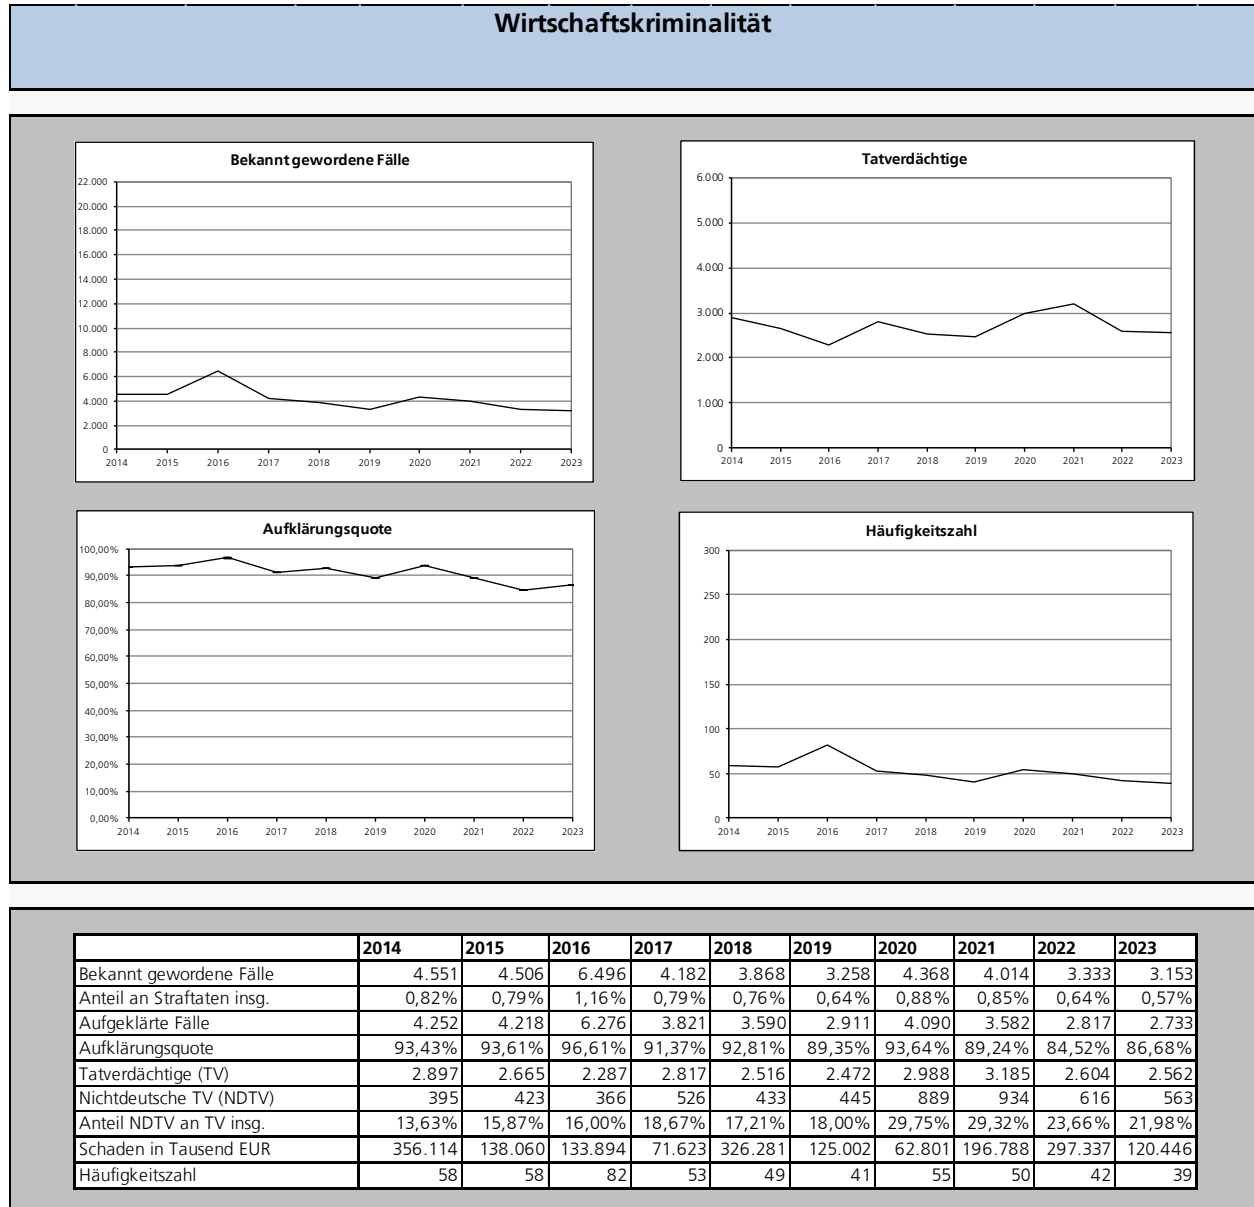 Wirtschaftskriminalität
Bekannt gewordene Fälle
22.000
20.000
18.000
16.000
14.000
12.000
10.000
8.000
6.000
4.000
2.000
0
2014 2015 2016 2017 2018 2019 2020 2021 2022 2023
Tatverdächtige
6.000
5.000
4.000
3.000
2.000
1.000
0
2014 2015 2016 2017 2018 2019 2020 2021 2022 2023
Aufklärungsquote
100,00%
90,00%
80,00%
70,00%
60,00%
50,00%
40,00%
30,00%
20,00%
10,00%
0,00%
2014 2015 2016 2017 2018 2019 2020 2021 2022 2023
Häufigkeitszahl
300
250
200
150
100
50
0
2014 2015 2016 2017 2018 2019 2020 2021 2022 2023
2014 2015 2016 2017 2018 2019 2020 2021 2022 2023
Bekannt gewordene Fälle 4.551 4.506 6.496 4.182 3.868 3.258 4.368 4.014 3.333 3.153
Anteil an Straftaten insg. 0,82% 0,79% 1,16% 0,79% 0,76% 0,64% 0,88% 0,85% 0,64% 0,57%
Aufgeklärte Fälle 4.252 4.218 6.276 3.821 3.590 2.911 4.090 3.582 2.817 2.733
Aufklärungsquote 93,43% 93,61% 96,61% 91,37% 92,81% 89,35% 93,64% 89,24% 84,52% 86,68%
Tatverdächtige (TV) 2.897 2.665 2.287 2.817 2.516 2.472 2.988 3.185 2.604 2.562
Nichtdeutsche TV (NDTV) 395 423 366 526 433 445 889 934 616 563
Anteil NDTV an TV insg. 13,63% 15,87% 16,00% 18,67% 17,21% 18,00% 29,75% 29,32% 23,66% 21,98%
Schaden in Tausend EUR 356.114 138.060 133.894 71.623 326.281 125.002 62.801 196.788 297.337 120.446
Häufigkeitszahl 58 58 82 53 49 41 55 50 42 39